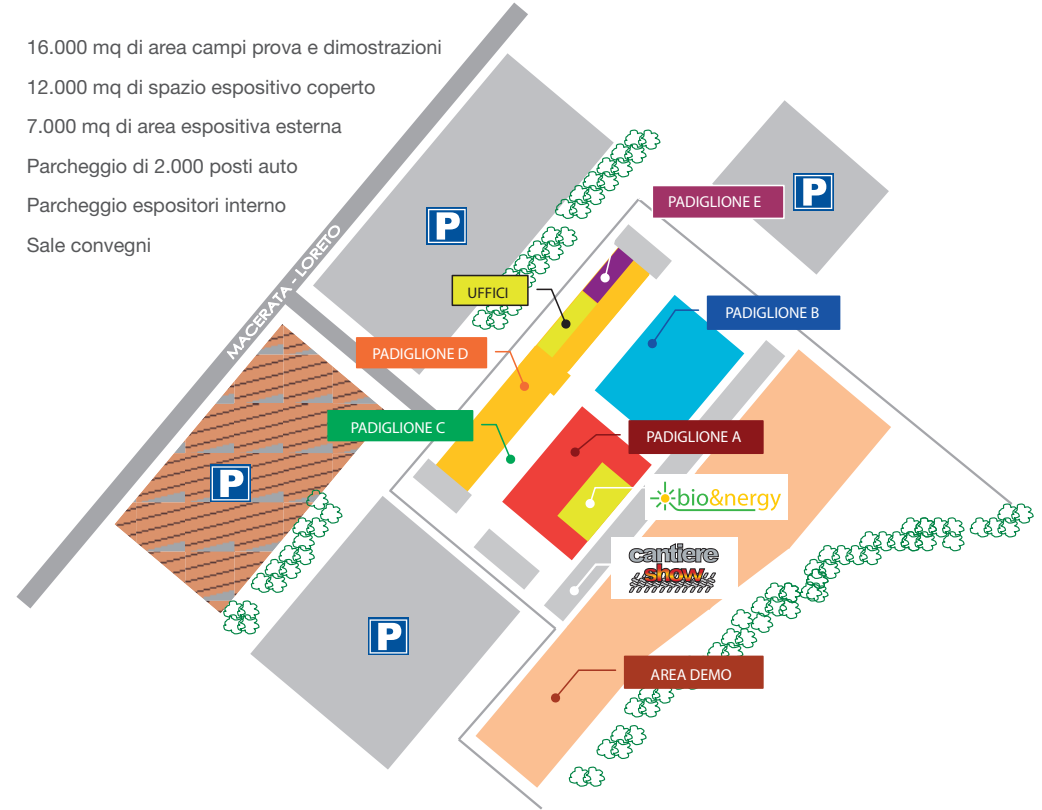 16.000 mq di area campi prova e dimostrazioni
12.000 mq di spazio espositivo coperto
7.000 mq di area espositiva esterna
Parcheggio di 2.000 posti auto
Parcheggio espositori interno
Sale convegni
MACERATA - LORETO
P
P
PADIGLIONE E
UFFICI
PADIGLIONE B
PADIGLIONE D
PADIGLIONE C
PADIGLIONE A
P
bio&nergy
cantiere
show
P
AREA DEMO